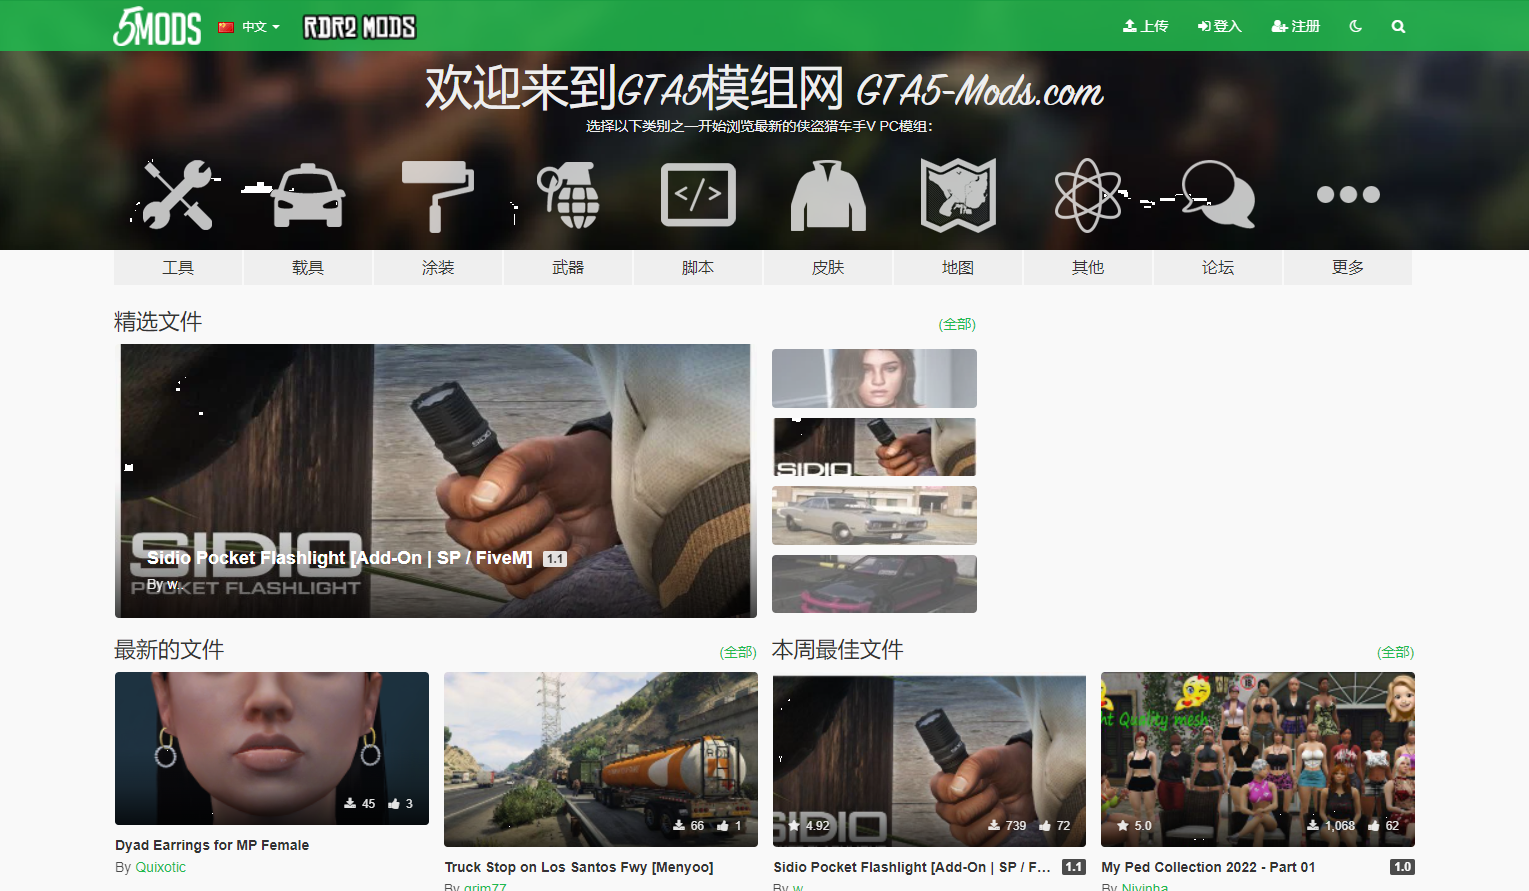 5MODS 中文 RDR2 MODS 上传 登入 注册
欢迎来到GTA5模组网 GTA5-Mods.com
选择以下类别之一开始浏览最新的侠盗猎车手V PC模组：
</>
工具 载具 涂装 武器 脚本 皮肤 地图 其他 论坛 更多
精选文件 (全部)
SIDIO
SIDIO
POCKET FLASHLIGHT
Sidio Pocket Flashlight [Add-On | SP / FiveM] 1.1
By w.
SIDIO
最新的文件 (全部) 本周最佳文件 (全部)
45 3
66 1
SIDIO
4.92 739 72
nt Quality mesh
5.0 1,068 62
Dyad Earrings for MP Female
By Quixotic
Truck Stop on Los Santos Fwy [Menyoo]
By grim77
Sidio Pocket Flashlight [Add-On | SP / F... 1.1
By w.
My Ped Collection 2022 - Part 01 1.0
By Nivinha